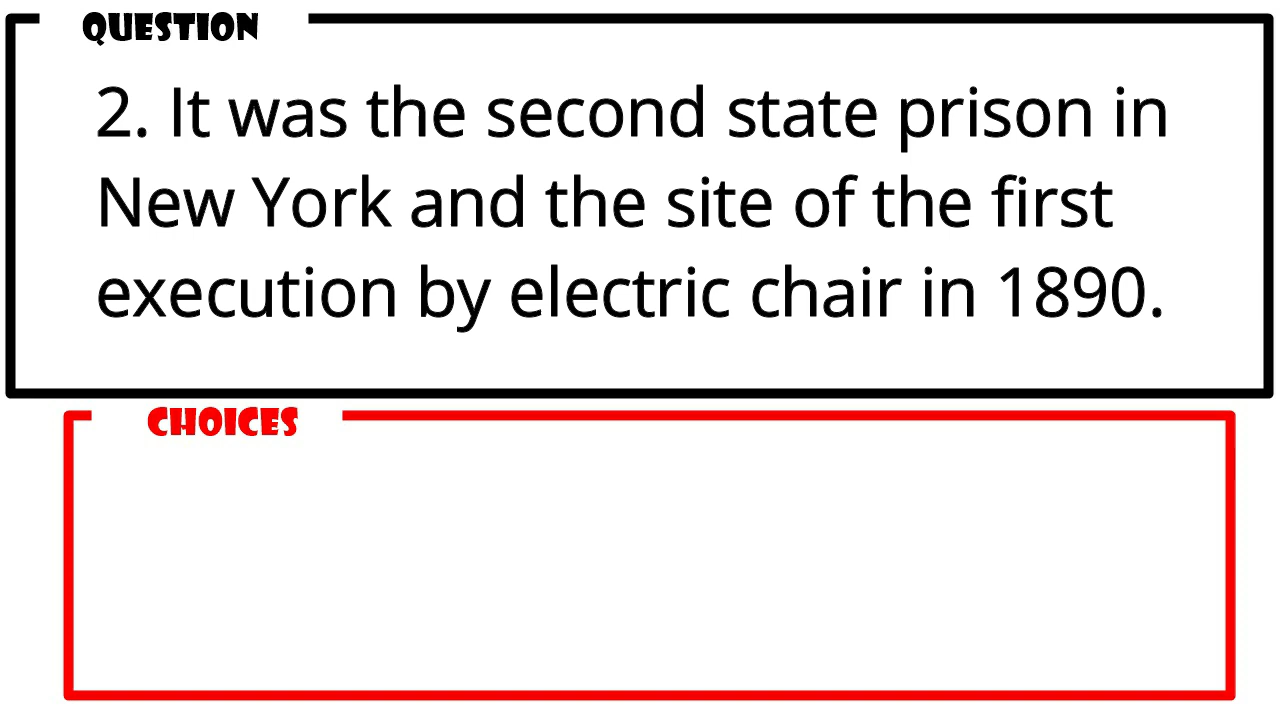 QUESTION
2. It was the second state prison in
New York and the site of the first
execution by electric chair in 1890.
CHOICES